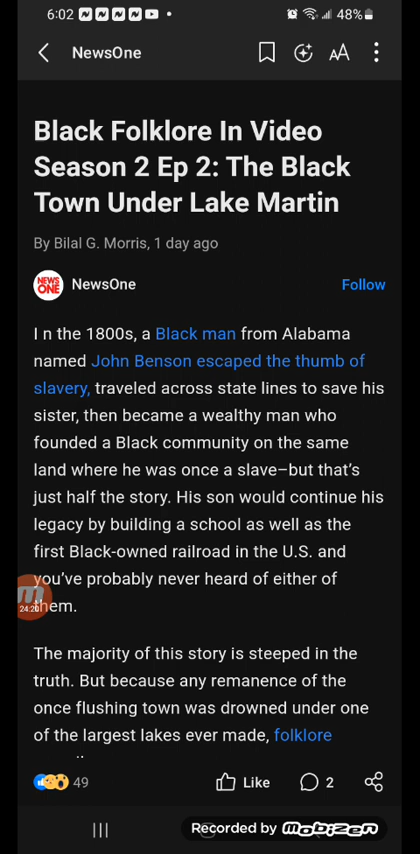 6:02 48%
NewsOne AA
Black Folklore In Video
Season 2 Ep 2: The Black
Town Under Lake Martin
By Bilal G. Morris, 1 day ago
NEWS ONE NewsOne Follow
I n the 1800s, a Black man from Alabama
named John Benson escaped the thumb of
slavery, traveled across state lines to save his
sister, then became a wealthy man who
founded a Black community on the same
land where he was once a slave–but that's
just half the story. His son would continue his
legacy by building a school as well as the
first Black-owned railroad in the U.S. and
you've probably never heard of either of
24:20 them.
The majority of this story is steeped in the
truth. But because any remanence of the
once flushing town was drowned under one
of the largest lakes ever made, folklore
49 Like 2
Recorded by mobizen